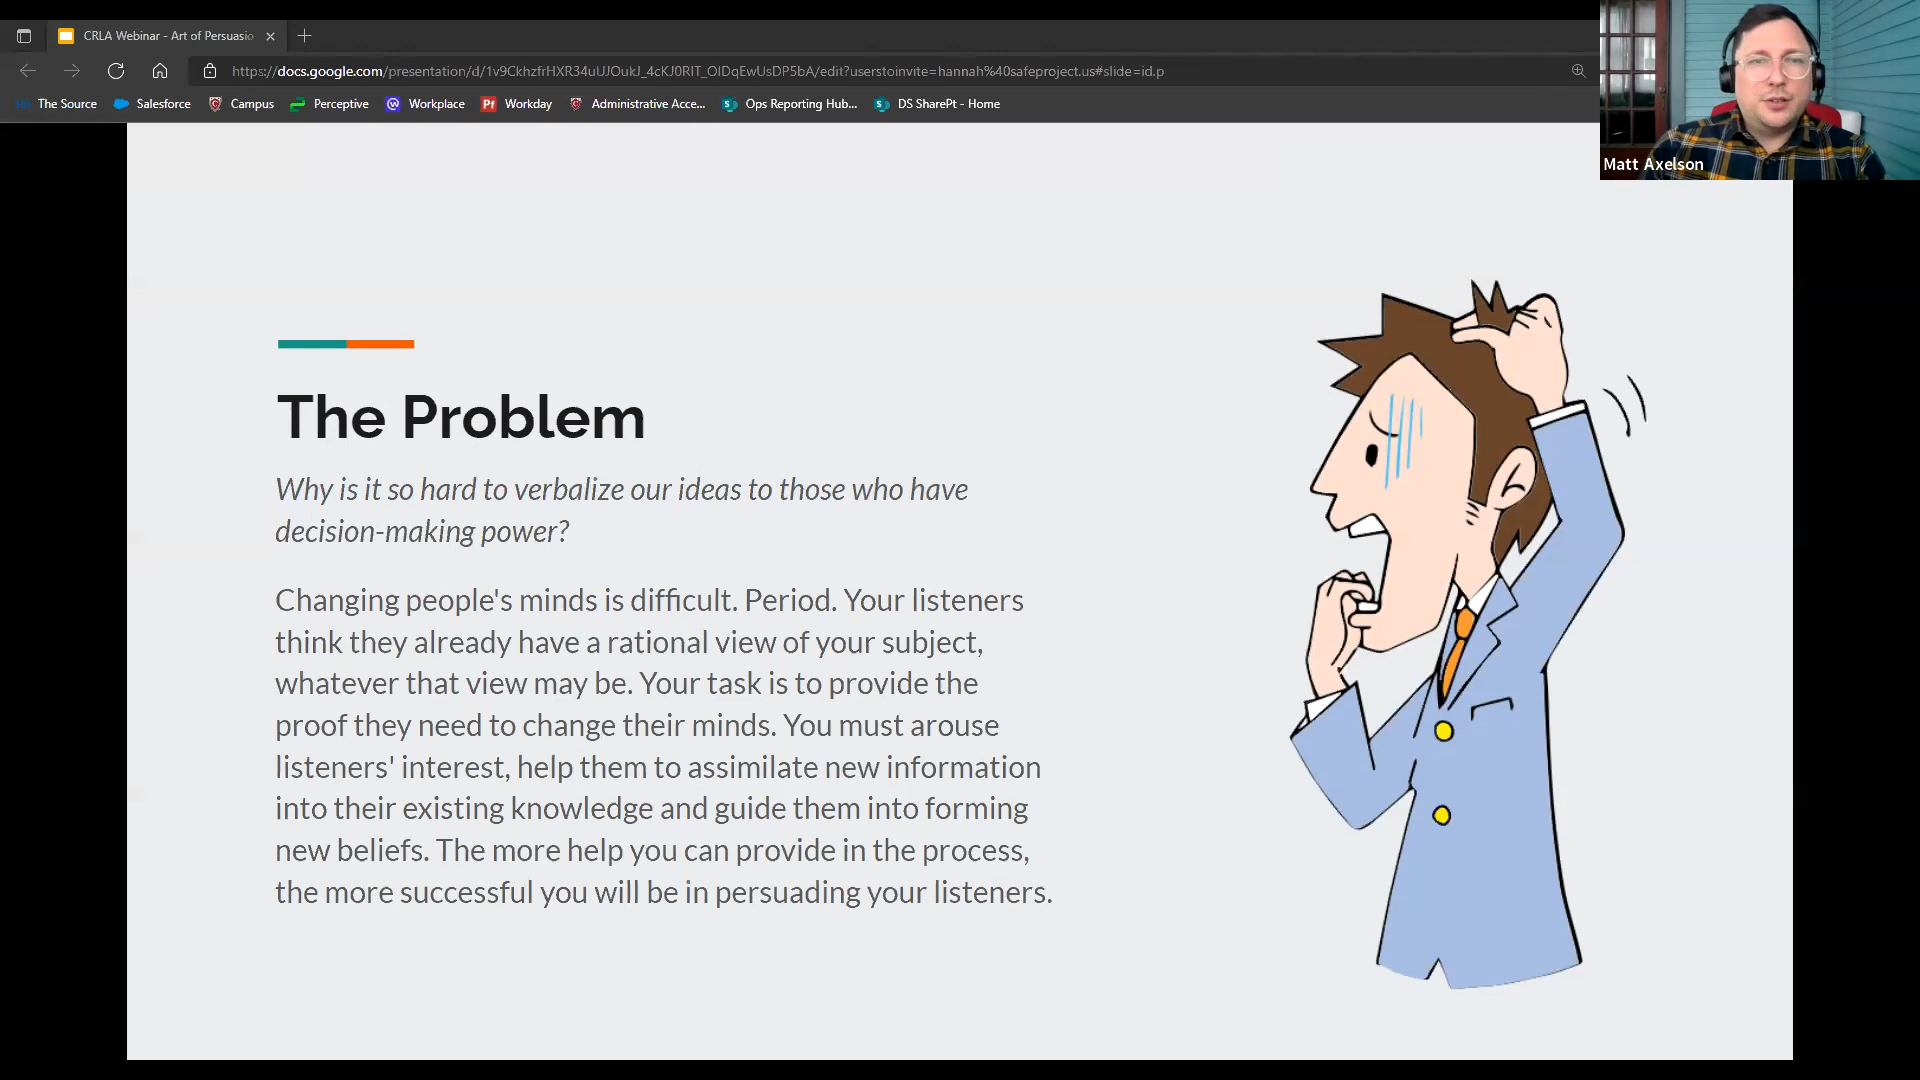 CRLA Webinar - Art of Persuasio
https://docs.google.com/presentation/d/1v9CkhzfrHXR34uUJOukJ_4cKJ0RIT_OlDqEwUsDP5bA/edit?userstoinvite=hannah%40safeproject.us#slide=id.p
The Source Salesforce Campus Perceptive Workplace Pf Workday Administrative Acce... Ops Reporting Hub... DS SharePt - Home
Matt Axelson
The Problem
Why is it so hard to verbalize our ideas to those who have
decision-making power?
Changing people's minds is difficult. Period. Your listeners
think they already have a rational view of your subject,
whatever that view may be. Your task is to provide the
proof they need to change their minds. You must arouse
listeners' interest, help them to assimilate new information
into their existing knowledge and guide them into forming
new beliefs. The more help you can provide in the process,
the more successful you will be in persuading your listeners.